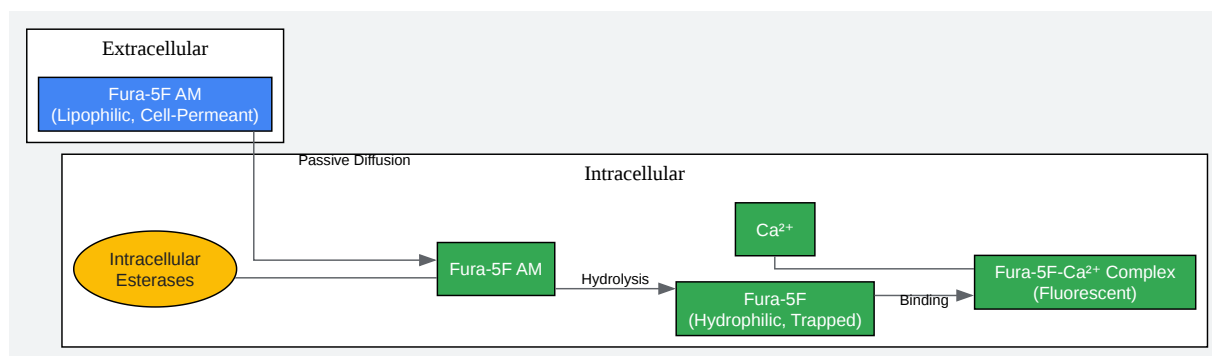 Extracellular
Fura-5F AM
(Lipophilic, Cell-Permeant)
Passive Diffusion
Intracellular
Ca²⁺
Intracellular
Esterases
Fura-5F AM
Hydrolysis
Fura-5F
(Hydrophilic, Trapped)
Binding
Fura-5F-Ca²⁺ Complex
(Fluorescent)